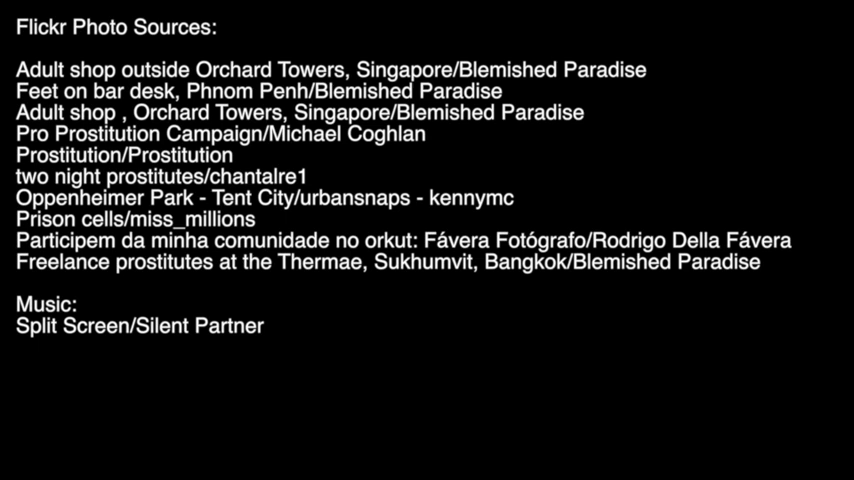 Flickr Photo Sources:
Adult shop outside Orchard Towers, Singapore/Blemished Paradise
Feet on bar desk, Phnom Penh/Blemished Paradise
Adult shop , Orchard Towers, Singapore/Blemished Paradise
Pro Prostitution Campaign/Michael Coghlan
Prostitution/Prostitution
two night prostitutes/chantalre1
Oppenheimer Park - Tent City/urbansnaps - kennymc
Prison cells/miss_millions
Participem da minha comunidade no orkut: Fávera Fotógrafo/Rodrigo Della Fávera
Freelance prostitutes at the Thermae, Sukhumvit, Bangkok/Blemished Paradise
Music:
Split Screen/Silent Partner